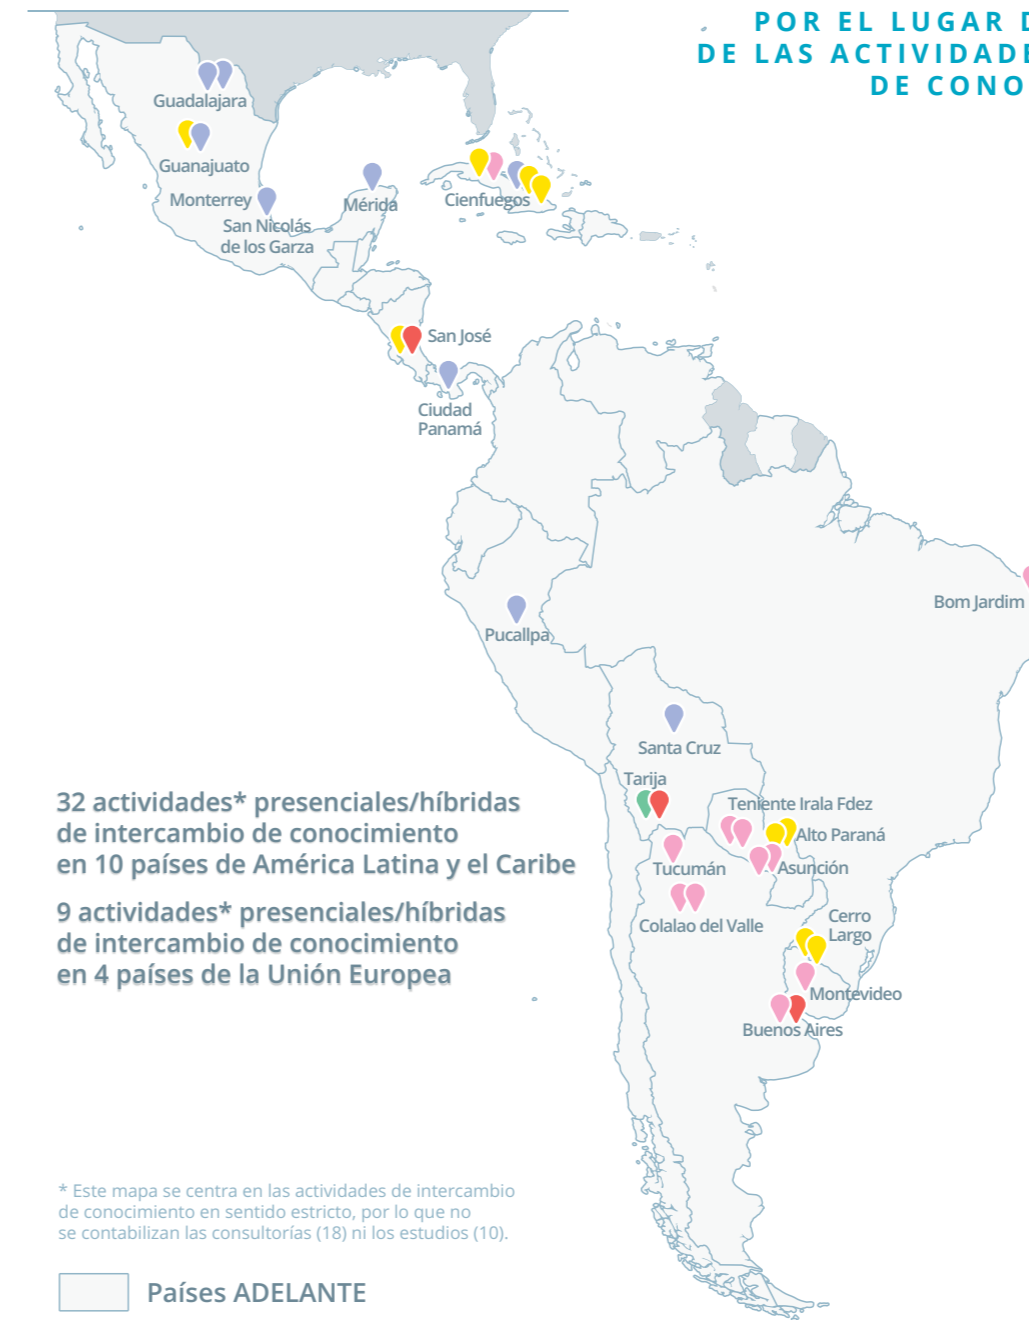 POR EL LUGAR D
DE LAS ACTIVIDADE
DE CONO
Guadalajara
Guanajuato
Monterrey
San Nicolás
de los Garza
Mérida
Cienfuegos
San José
Ciudad
Panamá
Bom Jardim
Pucallpa
Santa Cruz
Tarija
Teniente Irala Fdez
Alto Paraná
Tucumán
Asunción
Colalao del Valle
Cerro
Largo
Montevideo
Buenos Aires
32 actividades* presenciales/híbridas
de intercambio de conocimiento
en 10 países de América Latina y el Caribe
9 actividades* presenciales/híbridas
de intercambio de conocimiento
en 4 países de la Unión Europea
* Este mapa se centra en las actividades de intercambio
de conocimiento en sentido estricto, por lo que no
se contabilizan las consultorías (18) ni los estudios (10).
Países ADELANTE